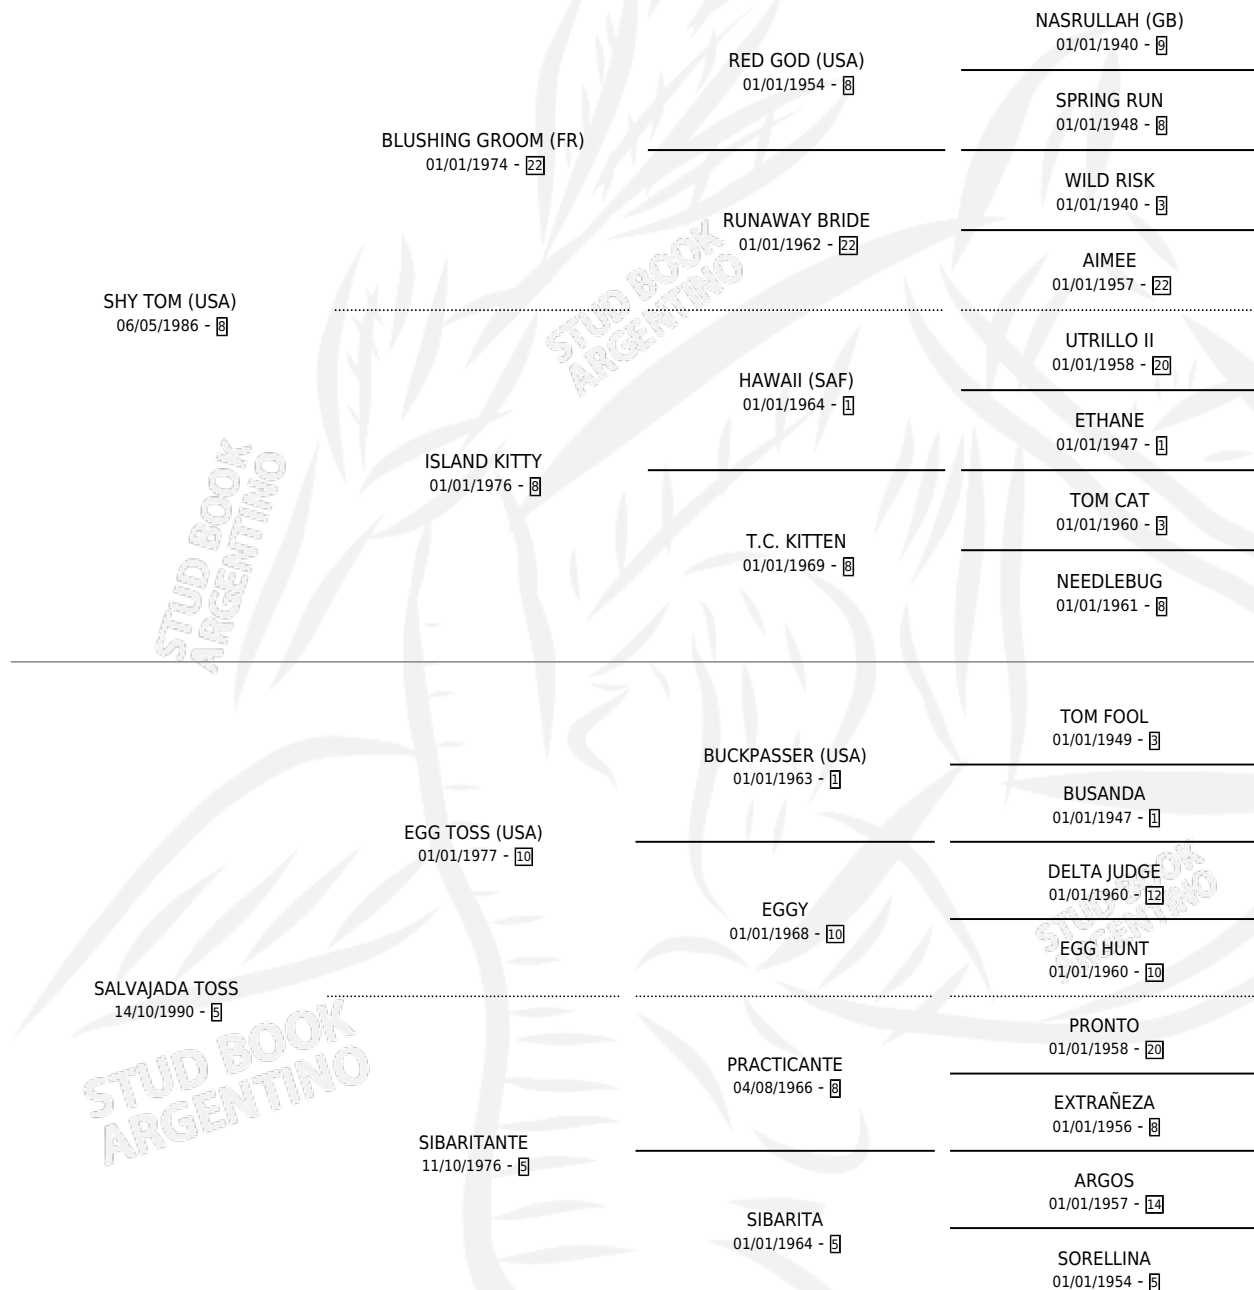 NASRULLAH (GB)
01/01/1940 - 9
RED GOD (USA)
01/01/1954 - 8
SPRING RUN
01/01/1948 - 8
BLUSHING GROOM (FR)
01/01/1974 - 22
WILD RISK
01/01/1940 - 3
RUNAWAY BRIDE
01/01/1962 - 22
AIMEE
01/01/1957 - 22
SHY TOM (USA)
06/05/1986 - 8
UTRILLO II
01/01/1958 - 20
HAWAII (SAF)
01/01/1964 - 1
ETHANE
01/01/1947 - 1
ISLAND KITTY
01/01/1976 - 8
TOM CAT
01/01/1960 - 3
T.C. KITTEN
01/01/1969 - 8
NEEDLEBUG
01/01/1961 - 8
TOM FOOL
01/01/1949 - 3
BUCKPASSER (USA)
01/01/1963 - 1
BUSANDA
01/01/1947 - 1
EGG TOSS (USA)
01/01/1977 - 10
DELTA JUDGE
01/01/1960 - 12
EGGY
01/01/1968 - 10
EGG HUNT
01/01/1960 - 10
SALVAJADA TOSS
14/10/1990 - 5
PRONTO
01/01/1958 - 20
PRACTICANTE
04/08/1966 - 8
EXTRAÑEZA
01/01/1956 - 8
SIBARITANTE
11/10/1976 - 5
ARGOS
01/01/1957 - 14
SIBARITA
01/01/1964 - 5
SORELLINA
01/01/1954 - 5
STUD BOOK
ARGENTINO
STUD BOOK
ARGENTINO
STUD BOOK
ARGENTINO
STUD BOOK
ARGENTINO